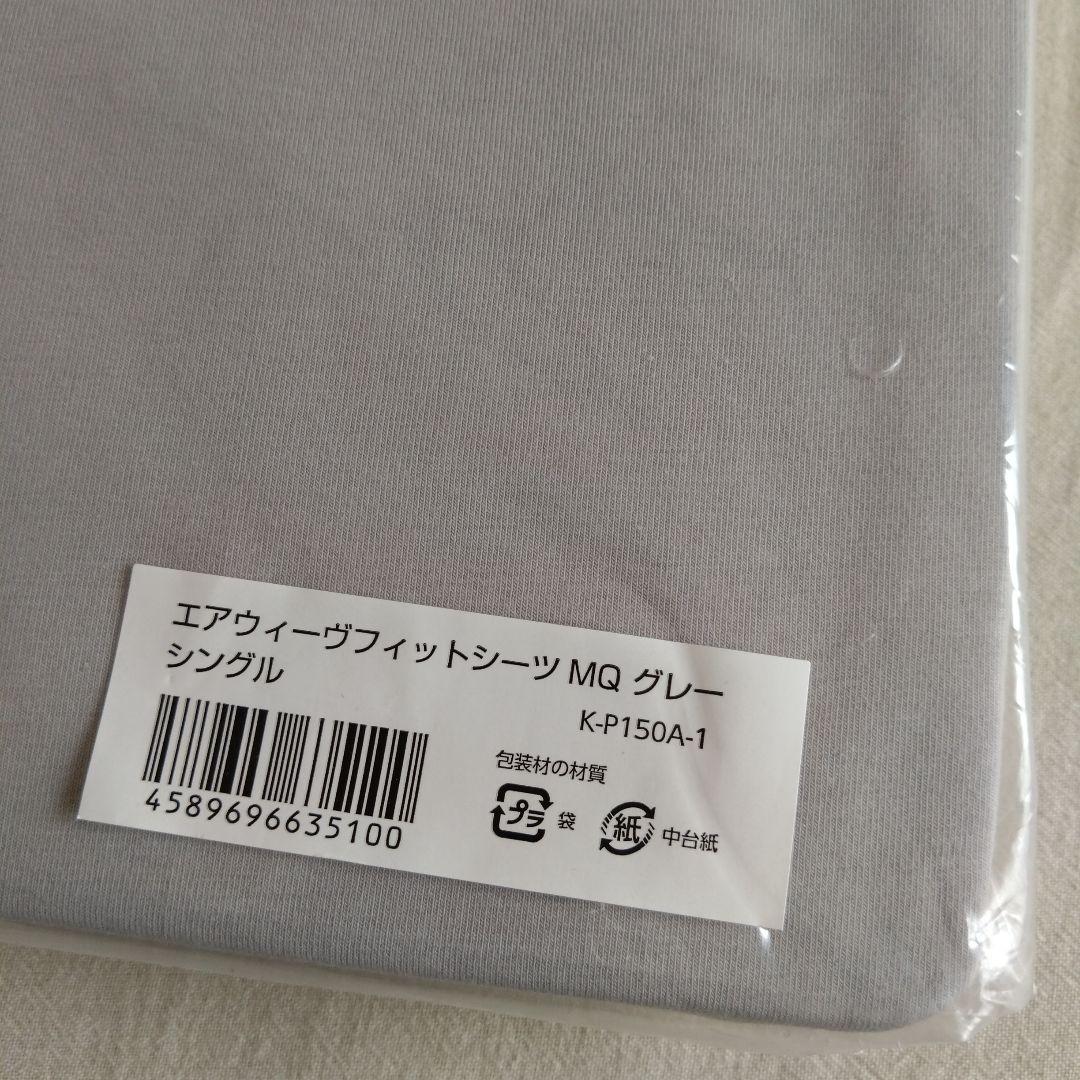 エアウィーヴフィットシーツ MQ グレー
シングル
K-P150A-1
4589696635100
包装材の材質
プラ 袋 紙 中台紙